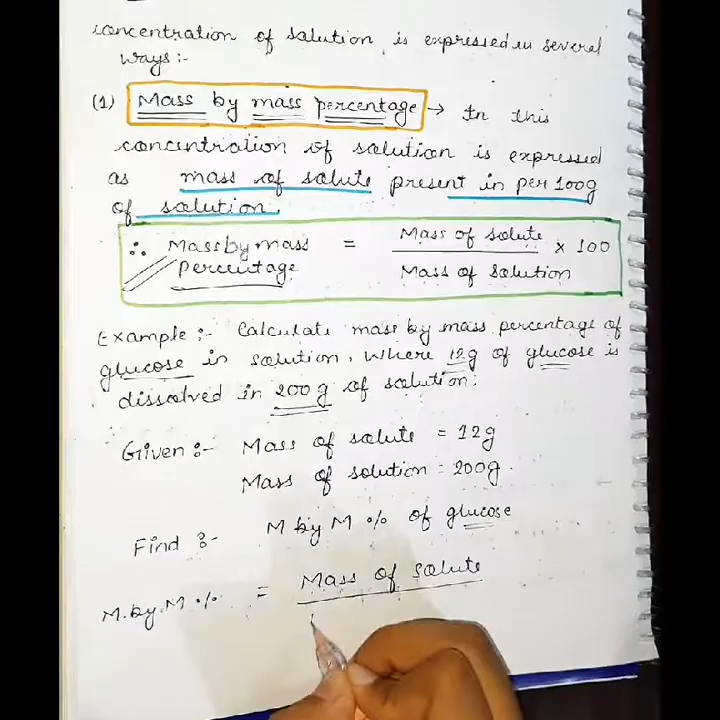 concentration of solution is expressed in several
ways :-
(1) Mass by mass percentage → In this
concentration of solution is expressed
as mass of solute present in per 100g
of solution
∴ Mass by mass = Mass of solute × 100
Percentage Mass of solution
Example :- Calculate mass by mass percentage of
glucose in solution, where 12g of glucose is
dissolved in 200g of solution.
Given :- Mass of solute = 12g
Mass of solution = 200g.
Find :- M by M % of glucose
M.by.M % = Mass of solute